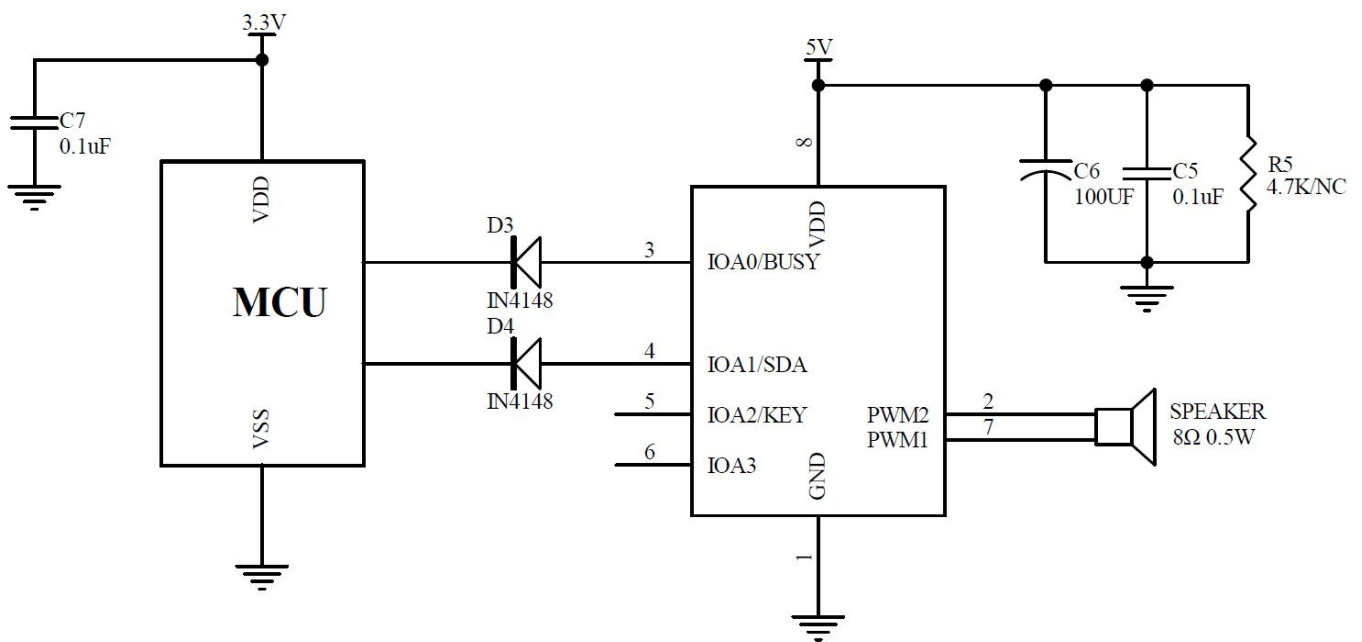 3.3V
C7
0.1uF
VDD
MCU
VSS
D3
IN4148
D4
IN4148
5V
8
VDD
3
IOA0/BUSY
4
IOA1/SDA
5
IOA2/KEY
6
IOA3
PWM2
2
PWM1
7
GND
1
C6
100UF
C5
0.1uF
R5
4.7K/NC
SPEAKER
8Ω 0.5W